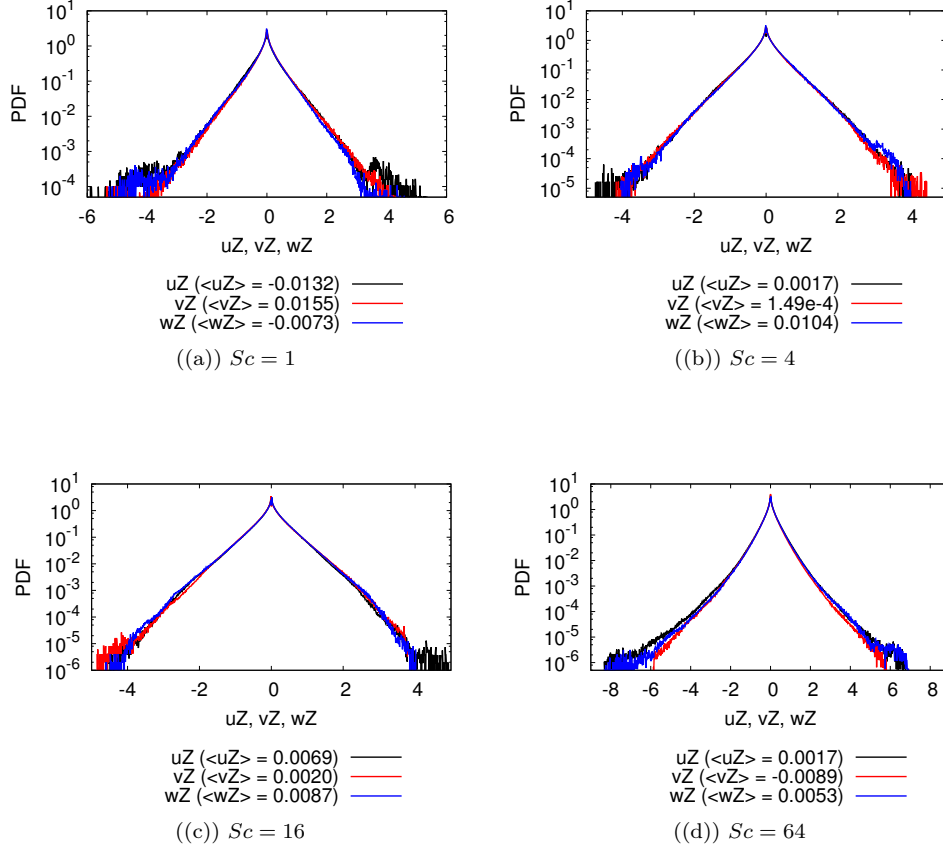 10^1
10^0
10^-1
10^-2
10^-3
10^-4
PDF
-6 -4 -2 0 2 4 6
uZ, vZ, wZ
uZ (<uZ> = -0.0132)
vZ (<vZ> = 0.0155)
wZ (<wZ> = -0.0073)
((a)) Sc = 1
10^1
10^0
10^-1
10^-2
10^-3
10^-4
10^-5
PDF
-4 -2 0 2 4
uZ, vZ, wZ
uZ (<uZ> = 0.0017)
vZ (<vZ> = 1.49e-4)
wZ (<wZ> = 0.0104)
((b)) Sc = 4
10^1
10^0
10^-1
10^-2
10^-3
10^-4
10^-5
10^-6
PDF
-4 -2 0 2 4
uZ, vZ, wZ
uZ (<uZ> = 0.0069)
vZ (<vZ> = 0.0020)
wZ (<wZ> = 0.0087)
((c)) Sc = 16
10^1
10^0
10^-1
10^-2
10^-3
10^-4
10^-5
10^-6
PDF
-8 -6 -4 -2 0 2 4 6 8
uZ, vZ, wZ
uZ (<uZ> = 0.0017)
vZ (<vZ> = -0.0089)
wZ (<wZ> = 0.0053)
((d)) Sc = 64